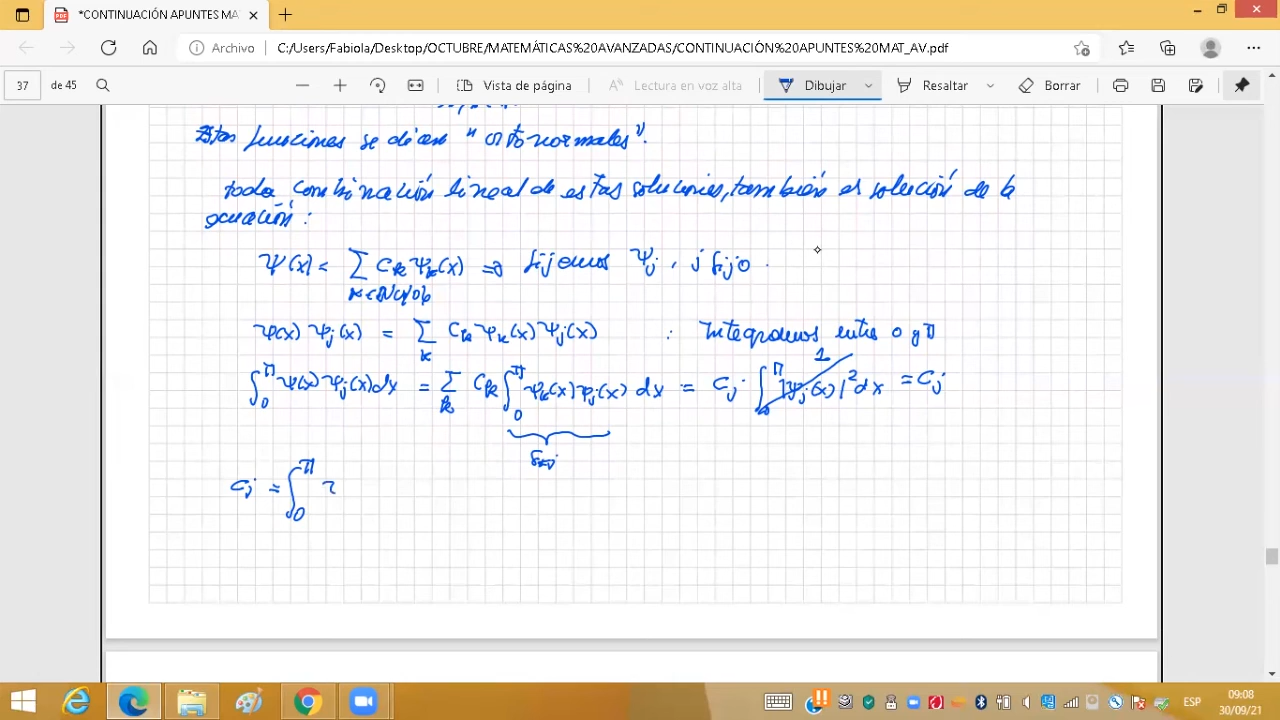 *CONTINUACIÓN APUNTES MA
Archivo C:/Users/Fabiola/Desktop/OCTUBRE/MATEMÁTICAS%20AVANZADAS/CONTINUACIÓN%20APUNTES%20MAT_AV.pdf
37 de 45 Vista de página Lectura en voz alta Dibujar Resaltar Borrar
Estas funciones se dicen "ortonormales".
toda combinación lineal de estas soluciones, también es solución de la
ecuación:
Ψ(x) = ∑ Cₖ Ψₖ(x) ⇒ fijemos Ψⱼ, j fijo.
k∈ℕ∪{0}
Ψ(x) Ψⱼ(x) = ∑ₖ Cₖ Ψₖ(x) Ψⱼ(x) : Integramos entre 0 y π
∫₀^π Ψ(x) Ψⱼ(x) dx = ∑ₖ Cₖ ∫₀^π Ψₖ(x) Ψⱼ(x) dx = Cⱼ ∫₀^π |Ψⱼ(x)|² dx = Cⱼ
1
δₖⱼ
Cⱼ = ∫₀^π
ESP
09:08
30/09/21